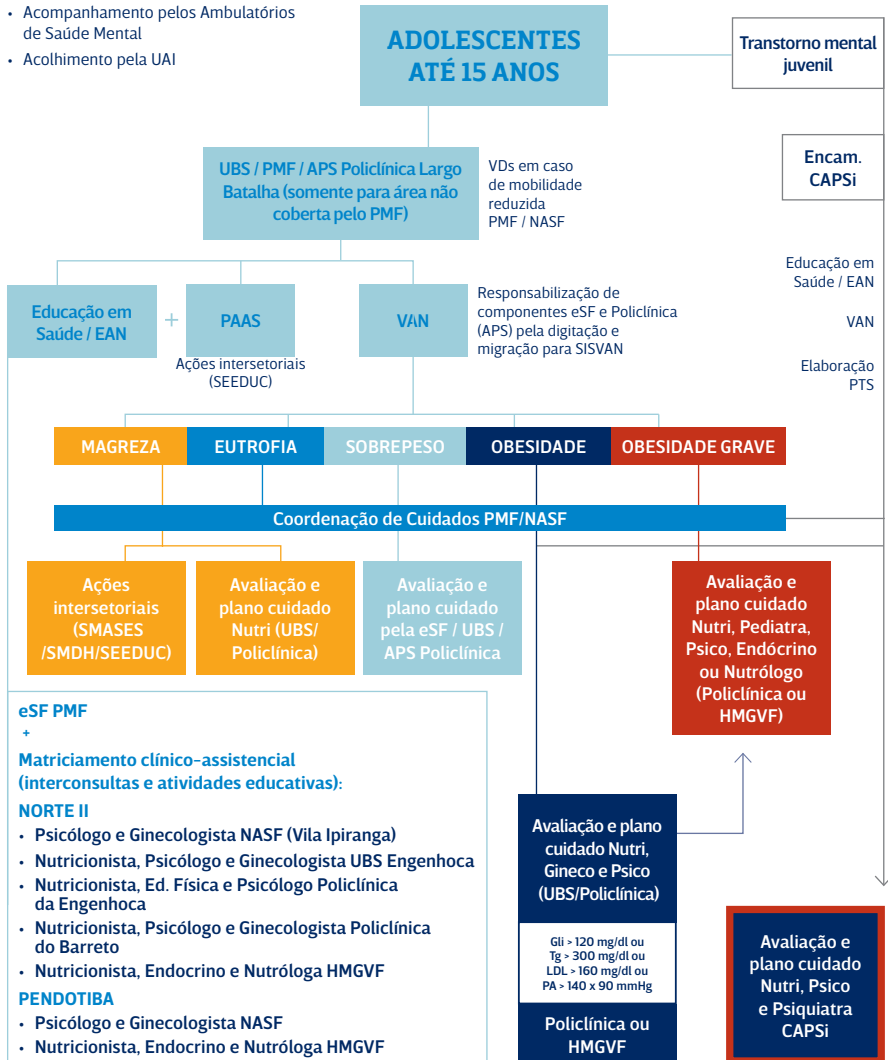 • Acompanhamento pelos Ambulatórios
de Saúde Mental
• Acolhimento pela UAI
ADOLESCENTES
ATÉ 15 ANOS
Transtorno mental
juvenil
UBS / PMF / APS Policlínica Largo
Batalha (somente para área não
coberta pelo PMF)
VDs em caso
de mobilidade
reduzida
PMF / NASF
Encam.
CAPSi
Educação em
Saúde / EAN
+
PAAS
Ações intersetoriais
(SEEDUC)
VAN
Responsabilização de
componentes eSF e Policlínica
(APS) pela digitação e
migração para SISVAN
Educação em
Saúde / EAN
VAN
Elaboração
PTS
MAGREZA
EUTROFIA
SOBREPESO
OBESIDADE
OBESIDADE GRAVE
Coordenação de Cuidados PMF/NASF
Ações
intersetoriais
(SMASES
/SMDH/SEEDUC)
Avaliação e
plano cuidado
Nutri (UBS/
Policlínica)
Avaliação e
plano cuidado
pela eSF / UBS /
APS Policlínica
Avaliação e
plano cuidado
Nutri, Pediatra,
Psico, Endócrino
ou Nutrólogo
(Policlínica ou
HMGVF)
eSF PMF
+
Matriciamento clínico-assistencial
(interconsultas e atividades educativas):
NORTE II
• Psicólogo e Ginecologista NASF (Vila Ipiranga)
• Nutricionista, Psicólogo e Ginecologista UBS Engenhoca
• Nutricionista, Ed. Física e Psicólogo Policlínica
da Engenhoca
• Nutricionista, Psicólogo e Ginecologista Policlínica
do Barreto
• Nutricionista, Endocrino e Nutróloga HMGVF
PENDOTIBA
• Psicólogo e Ginecologista NASF
• Nutricionista, Endocrino e Nutróloga HMGVF
Avaliação e plano
cuidado Nutri,
Gineco e Psico
(UBS/Policlínica)
Gli > 120 mg/dl ou
Tg > 300 mg/dl ou
LDL > 160 mg/dl ou
PA > 140 x 90 mmHg
Policlínica ou
HMGVF
Avaliação e
plano cuidado
Nutri, Psico
e Psiquiatra
CAPSi